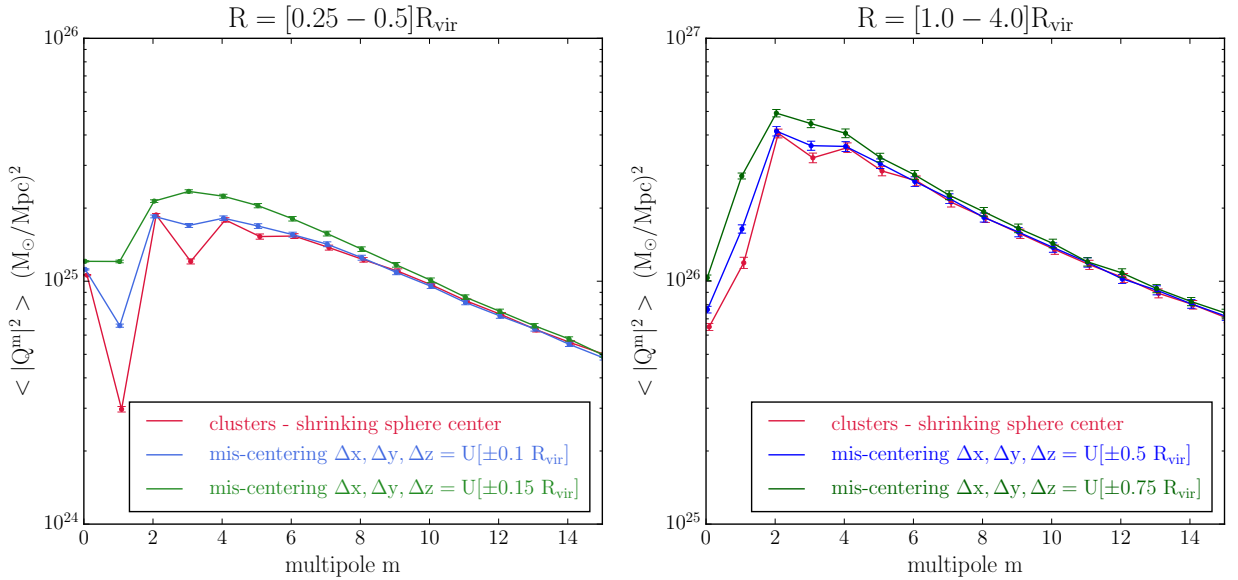 R = [0.25 − 0.5]R_vir
10^26
10^25
10^24
< |Q^m|^2 > (M_⊙/Mpc)^2
0 2 4 6 8 10 12 14
multipole m
clusters - shrinking sphere center
mis-centering Δx, Δy, Δz = U[±0.1 R_vir]
mis-centering Δx, Δy, Δz = U[±0.15 R_vir]
R = [1.0 − 4.0]R_vir
10^27
10^26
10^25
< |Q^m|^2 > (M_⊙/Mpc)^2
0 2 4 6 8 10 12 14
multipole m
clusters - shrinking sphere center
mis-centering Δx, Δy, Δz = U[±0.5 R_vir]
mis-centering Δx, Δy, Δz = U[±0.75 R_vir]